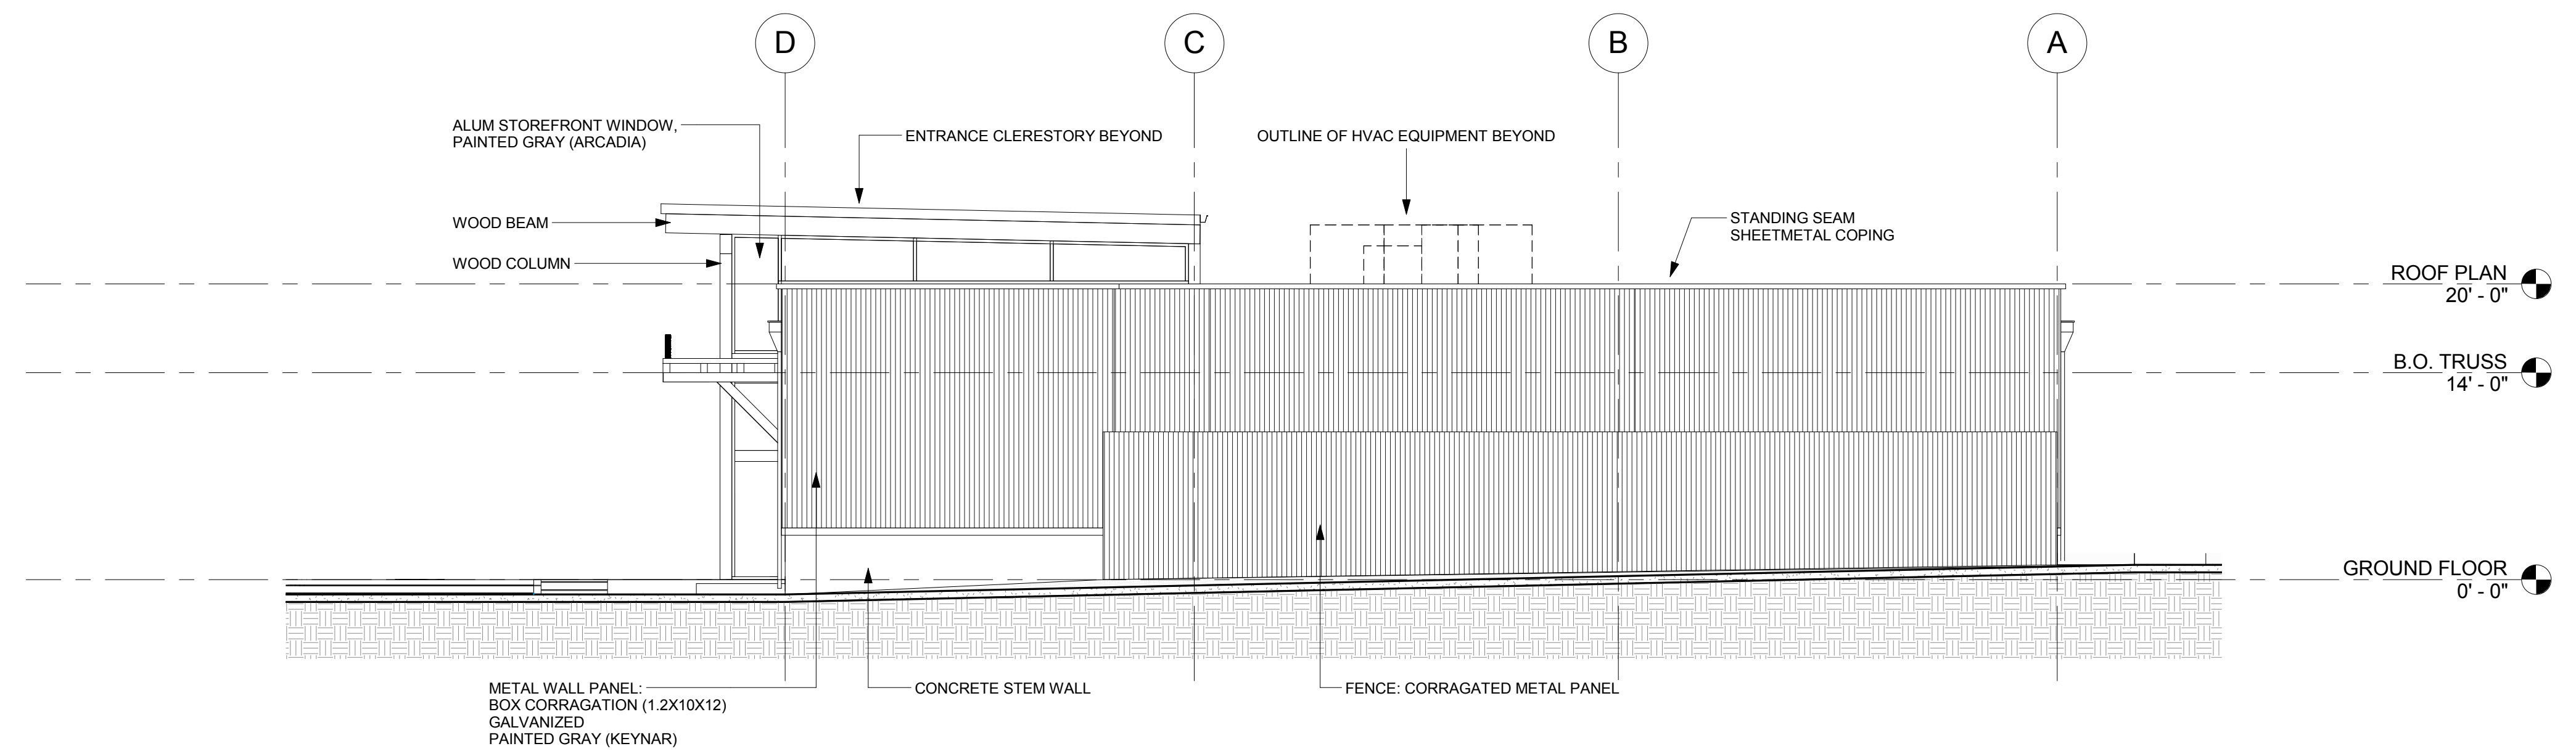 D
C
B
A
ALUM STOREFRONT WINDOW,
PAINTED GRAY (ARCADIA)
ENTRANCE CLERESTORY BEYOND
OUTLINE OF HVAC EQUIPMENT BEYOND
WOOD BEAM
STANDING SEAM
SHEETMETAL COPING
WOOD COLUMN
ROOF PLAN
20' - 0"
B.O. TRUSS
14' - 0"
GROUND FLOOR
0' - 0"
METAL WALL PANEL:
BOX CORRAGATION (1.2X10X12)
GALVANIZED
PAINTED GRAY (KEYNAR)
CONCRETE STEM WALL
FENCE: CORRAGATED METAL PANEL